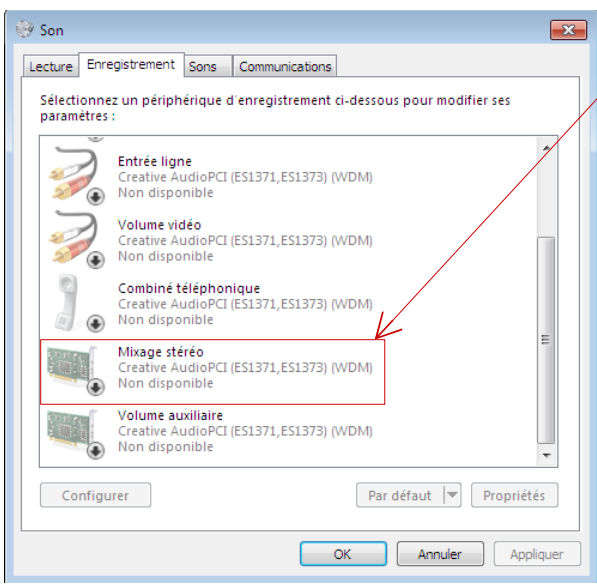 Son
Lecture Enregistrement Sons Communications
Sélectionnez un périphérique d'enregistrement ci-dessous pour modifier ses
paramètres :
Entrée ligne
Creative AudioPCI (ES1371,ES1373) (WDM)
Non disponible
Volume vidéo
Creative AudioPCI (ES1371,ES1373) (WDM)
Non disponible
Combiné téléphonique
Creative AudioPCI (ES1371,ES1373) (WDM)
Non disponible
Mixage stéréo
Creative AudioPCI (ES1371,ES1373) (WDM)
Non disponible
Volume auxiliaire
Creative AudioPCI (ES1371,ES1373) (WDM)
Non disponible
Configurer Par défaut Propriétés
OK Annuler Appliquer